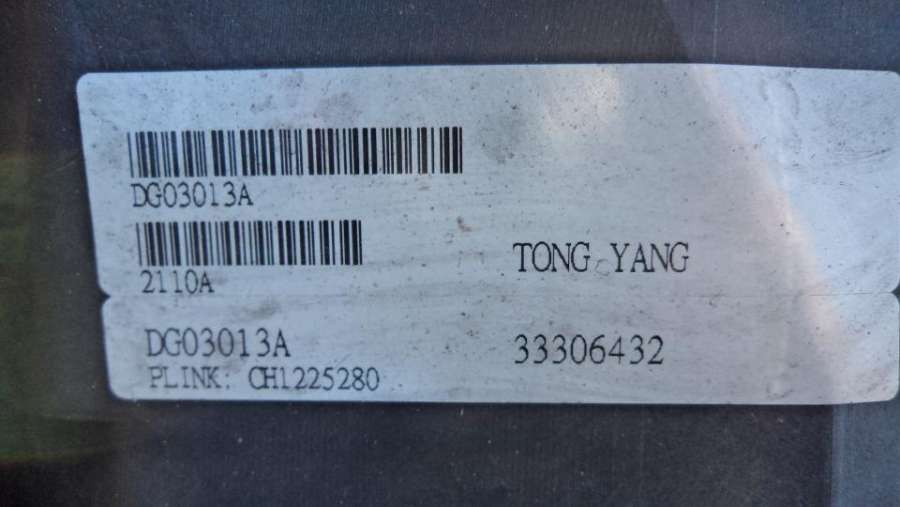 DG03013A
2110A
TONG YANG
DG03013A
33306432
PLINK: CH1225280